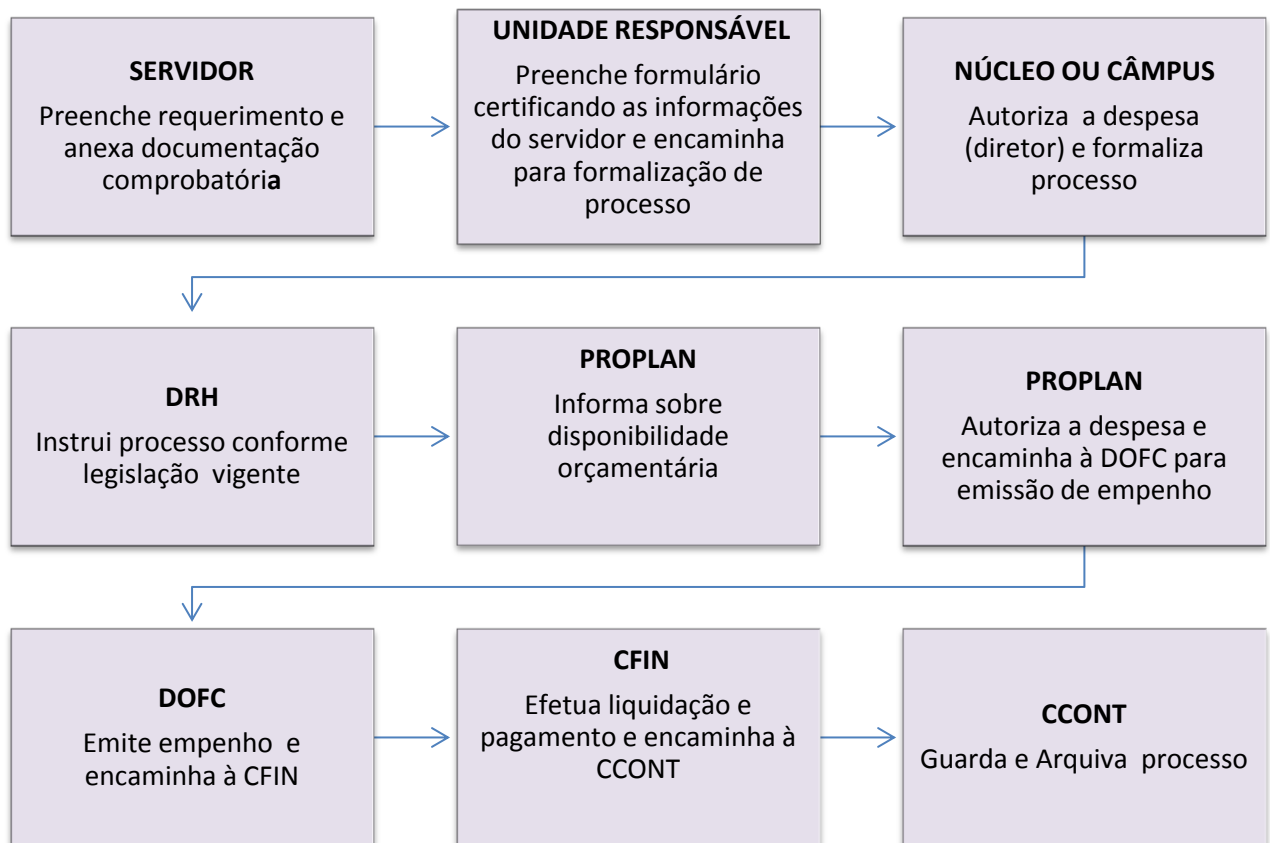 SERVIDOR
Preenche requerimento e
anexa documentação
comprobatória
UNIDADE RESPONSÁVEL
Preenche formulário
certificando as informações
do servidor e encaminha
para formalização de
processo
NÚCLEO OU CÂMPUS
Autoriza a despesa
(diretor) e formaliza
processo
DRH
Instrui processo conforme
legislação vigente
PROPLAN
Informa sobre
disponibilidade
orçamentária
PROPLAN
Autoriza a despesa e
encaminha à DOFC para
emissão de empenho
DOFC
Emite empenho e
encaminha à CFIN
CFIN
Efetua liquidação e
pagamento e encaminha à
CCONT
CCONT
Guarda e Arquiva processo